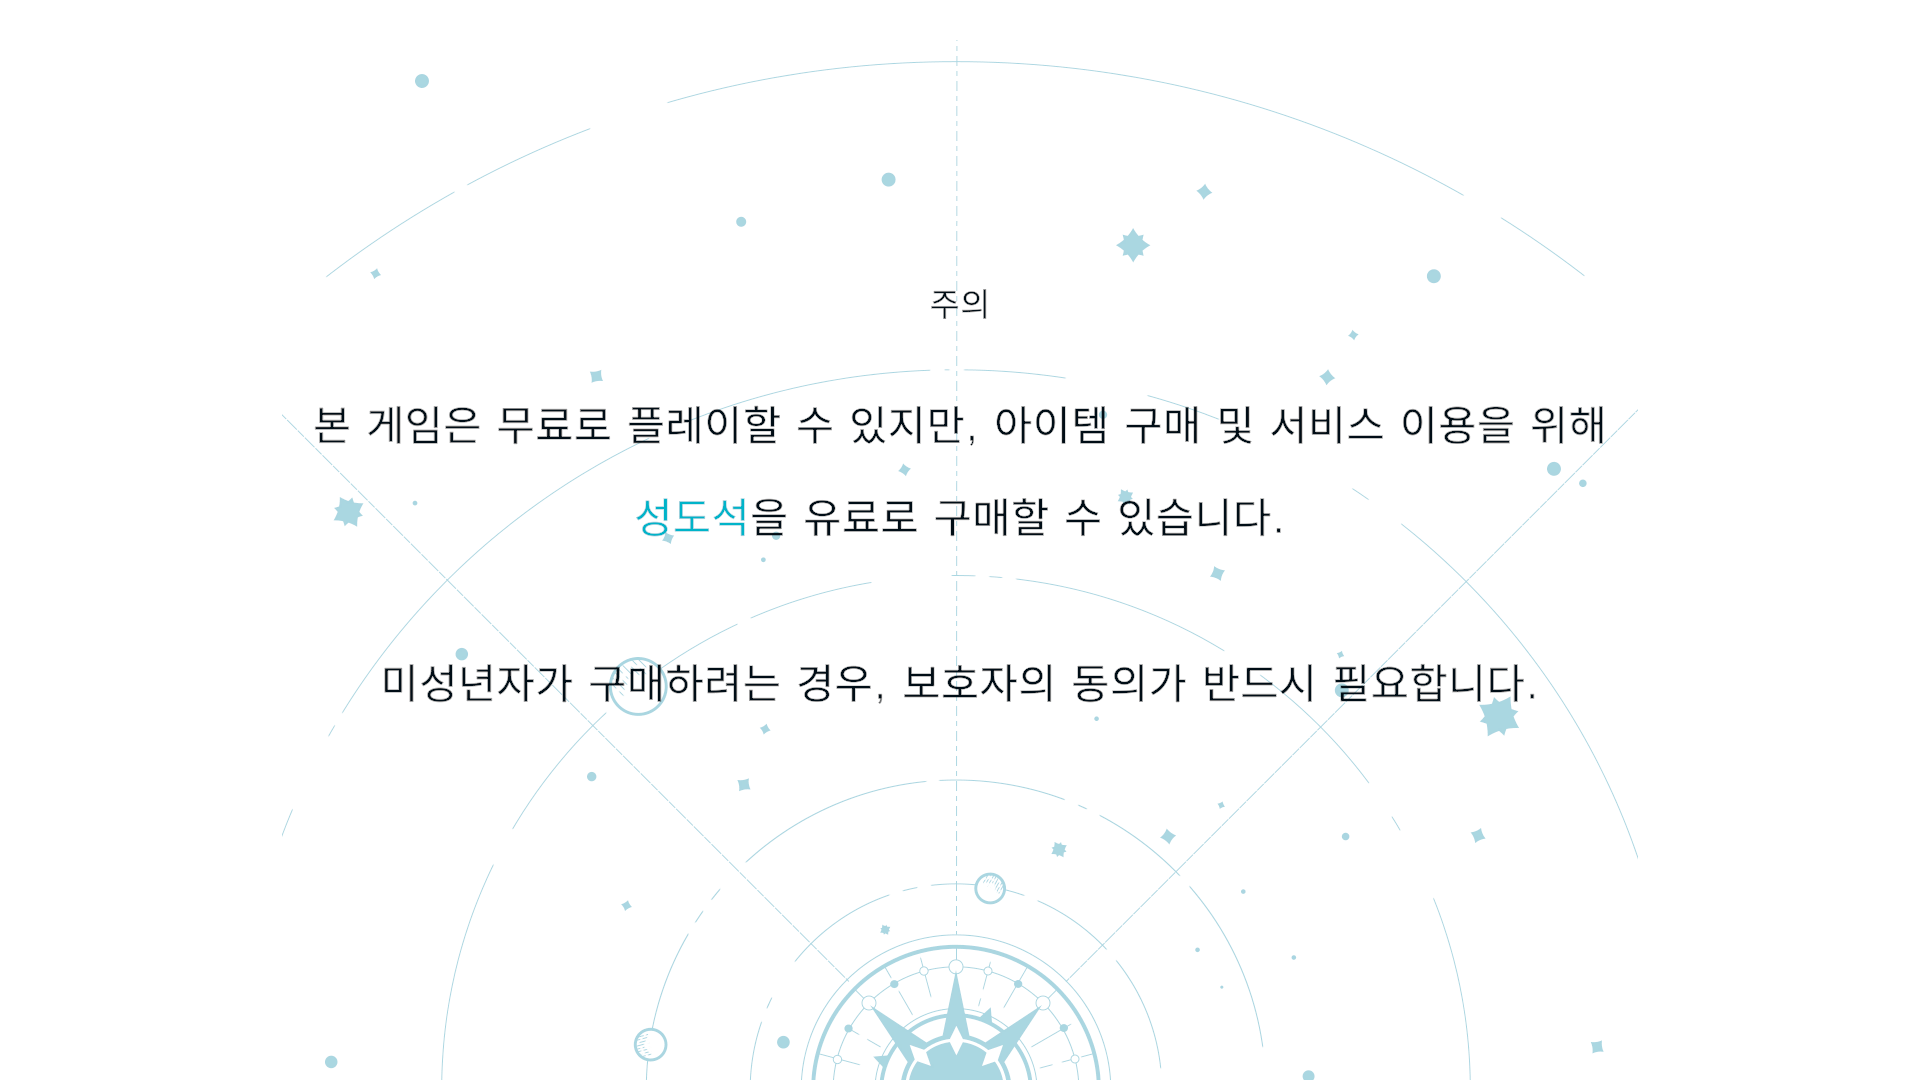 주의
본 게임은 무료로 플레이할 수 있지만, 아이템 구매 및 서비스 이용을 위해
성도석을 유료로 구매할 수 있습니다.
미성년자가 구매하려는 경우, 보호자의 동의가 반드시 필요합니다.